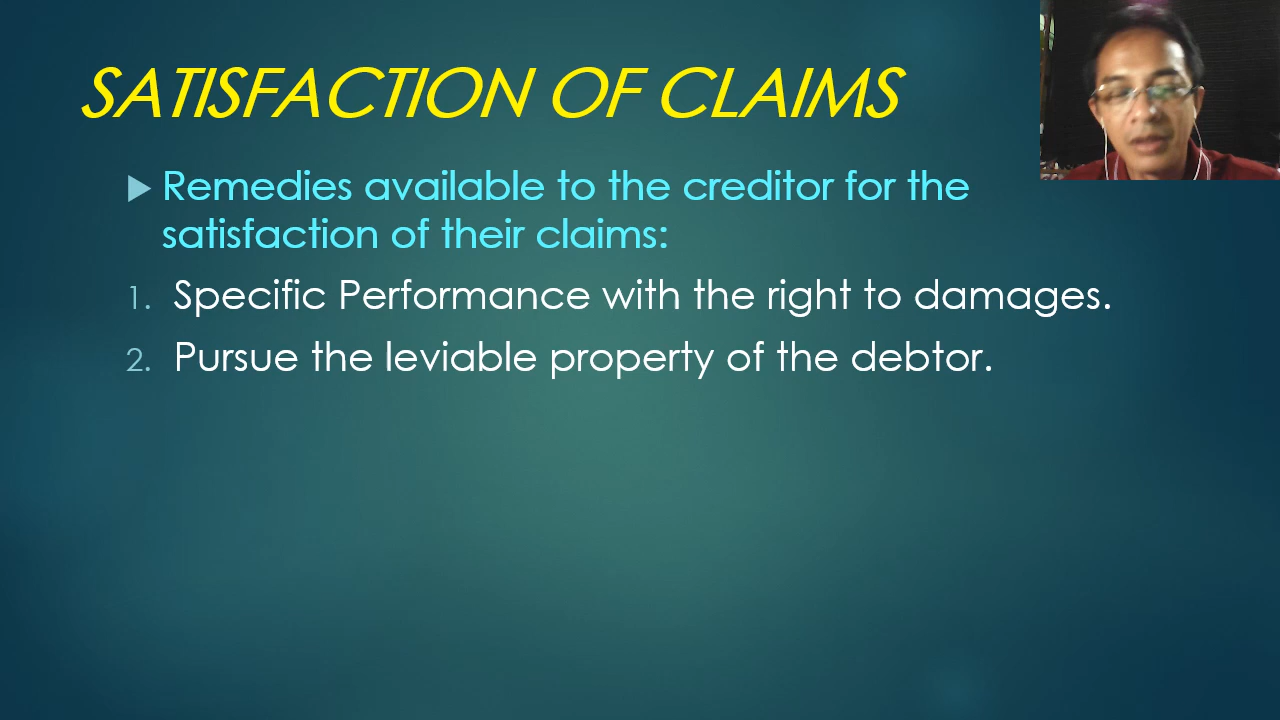 SATISFACTION OF CLAIMS
Remedies available to the creditor for the
satisfaction of their claims:
1. Specific Performance with the right to damages.
2. Pursue the leviable property of the debtor.